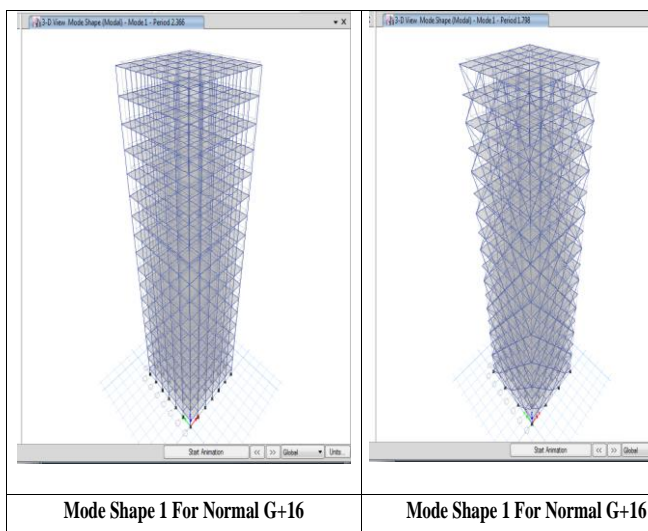 3-D View Mode Shape (Modal) - Mode 1 - Period 2.366
3-D View Mode Shape (Modal) - Mode 1 - Period 1.798
Start Animation << >> Global Units...
Start Animation << >> Global
Mode Shape 1 For Normal G+16
Mode Shape 1 For Normal G+16